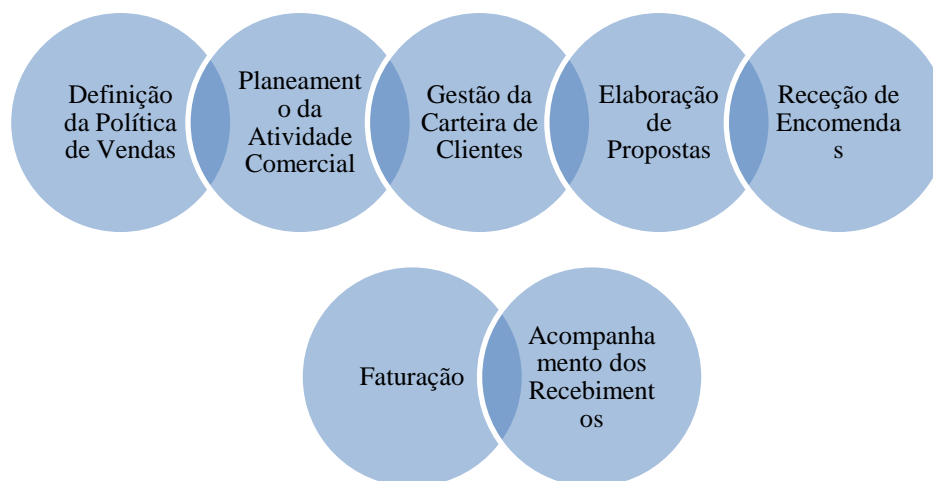 Definição
da Política
de Vendas
Planeament
o da
Atividade
Comercial
Gestão da
Carteira de
Clientes
Elaboração
de
Propostas
Receção de
Encomenda
s
Faturação
Acompanha
mento dos
Recebiment
os